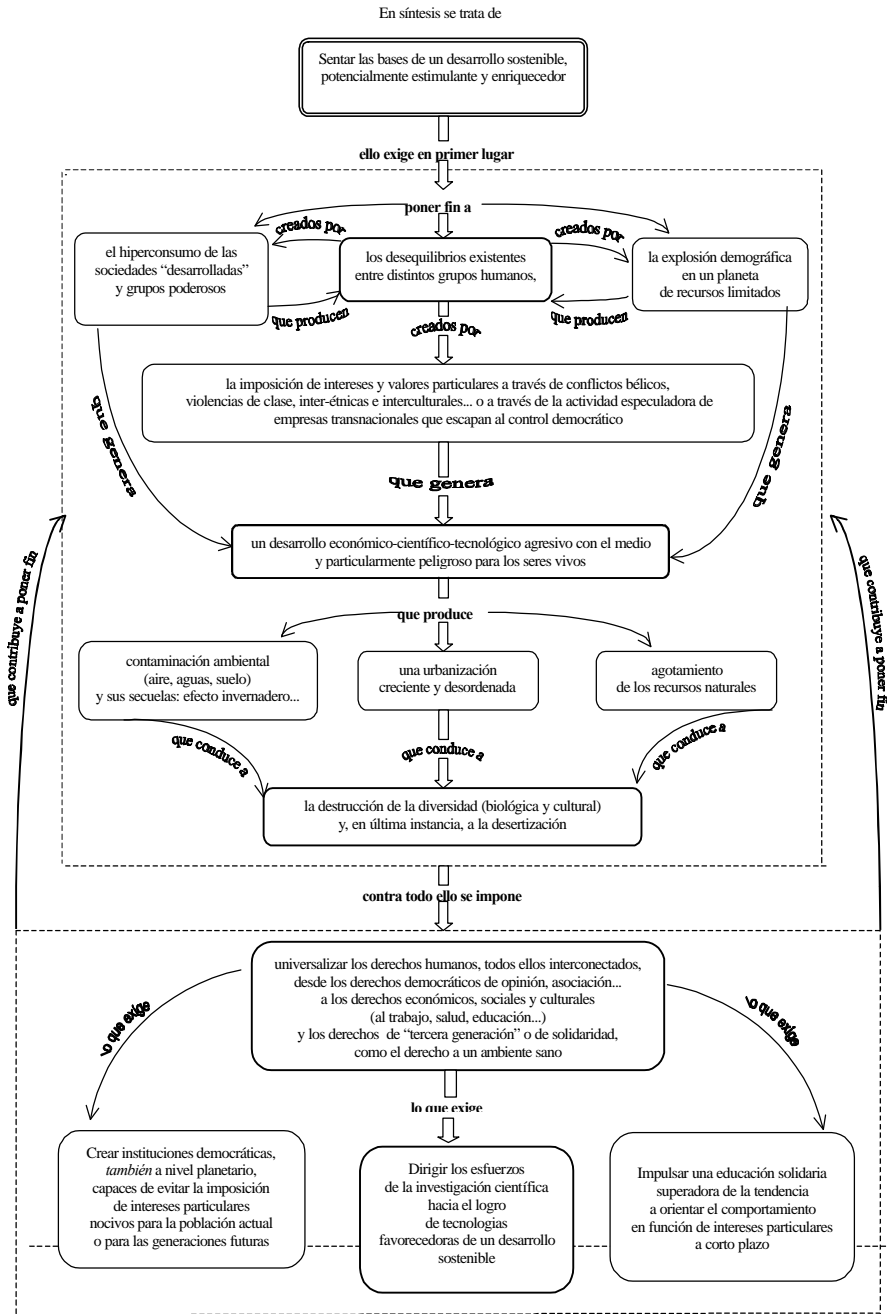 En síntesis se trata de
Sentar las bases de un desarrollo sostenible,
potencialmente estimulante y enriquecedor
ello exige en primer lugar
poner fin a
creados por
creados por
el hiperconsumo de las
sociedades “desarrolladas”
y grupos poderosos
los desequilibrios existentes
entre distintos grupos humanos,
la explosión demográfica
en un planeta
de recursos limitados
que producen
creados por
que producen
la imposición de intereses y valores particulares a través de conflictos bélicos,
violencias de clase, inter-étnicas e interculturales... o a través de la actividad especuladora de
empresas transnacionales que escapan al control democrático
que genera
que genera
que genera
un desarrollo económico-científico-tecnológico agresivo con el medio
y particularmente peligroso para los seres vivos
que contribuye a poner fin
que contribuye a poner fin
que produce
contaminación ambiental
(aire, aguas, suelo)
y sus secuelas: efecto invernadero...
una urbanización
creciente y desordenada
agotamiento
de los recursos naturales
que conduce a
que conduce a
que conduce a
la destrucción de la diversidad (biológica y cultural)
y, en última instancia, a la desertización
contra todo ello se impone
universalizar los derechos humanos, todos ellos interconectados,
desde los derechos democráticos de opinión, asociación...
a los derechos económicos, sociales y culturales
(al trabajo, salud, educación...)
y los derechos de “tercera generación” o de solidaridad,
como el derecho a un ambiente sano
lo que exige
lo que exige
lo que exige
Crear instituciones democráticas,
también a nivel planetario,
capaces de evitar la imposición
de intereses particulares
nocivos para la población actual
o para las generaciones futuras
Dirigir los esfuerzos
de la investigación científica
hacia el logro
de tecnologias
favorecedoras de un desarrollo
sostenible
Impulsar una educación solidaria
superadora de la tendencia
a orientar el comportamiento
en función de intereses particulares
a corto plazo